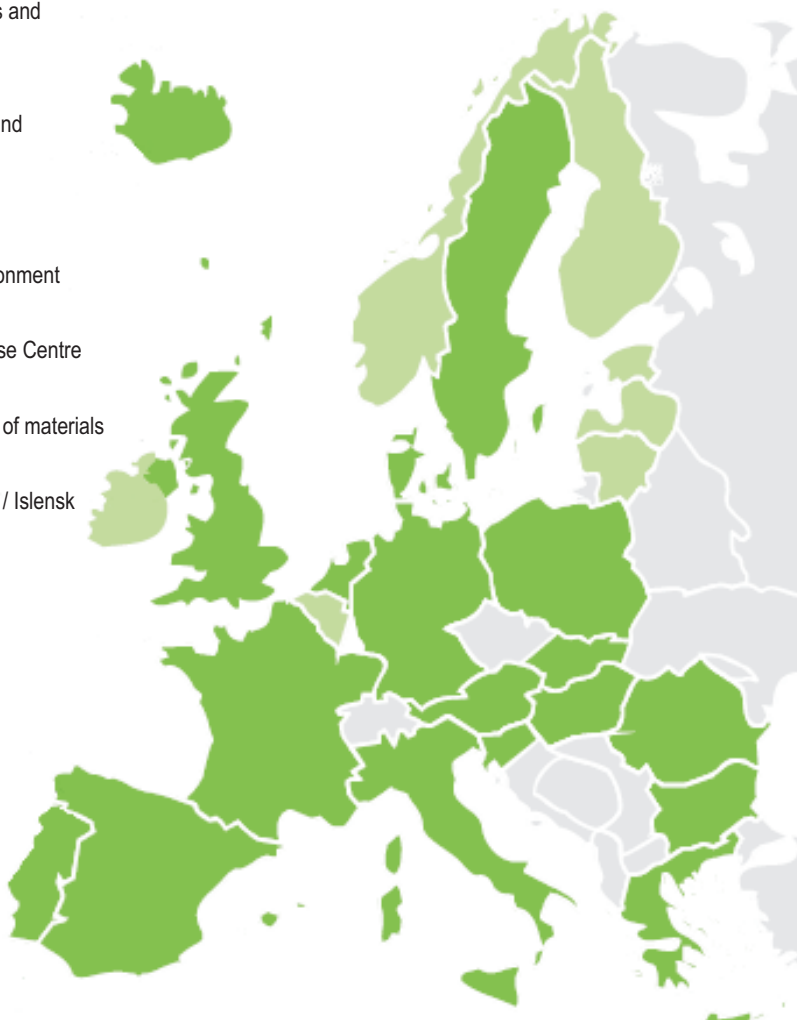 s and
nd
onment
se Centre
of materials
/ Islensk